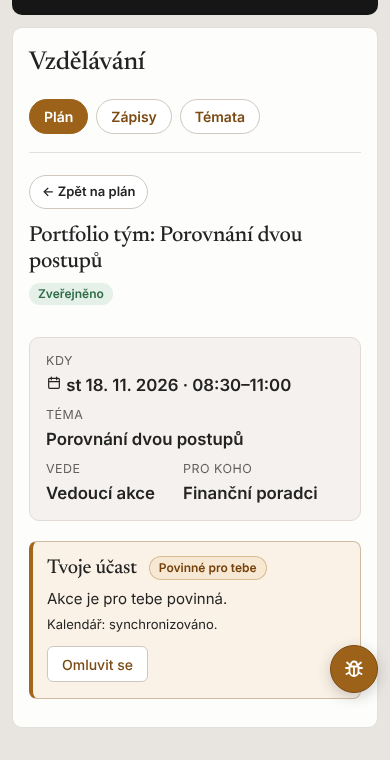 Vzdělávání
Plán
Zápisy
Témata
← Zpět na plán
Portfolio tým: Porovnání dvou
postupů
Zveřejněno
KDY
st 18. 11. 2026 · 08:30–11:00
TÉMA
Porovnání dvou postupů
VEDE
PRO KOHO
Vedoucí akce
Finanční poradci
Tvoje účast
Povinné pro tebe
Akce je pro tebe povinná.
Kalendář: synchronizováno.
Omluvit se